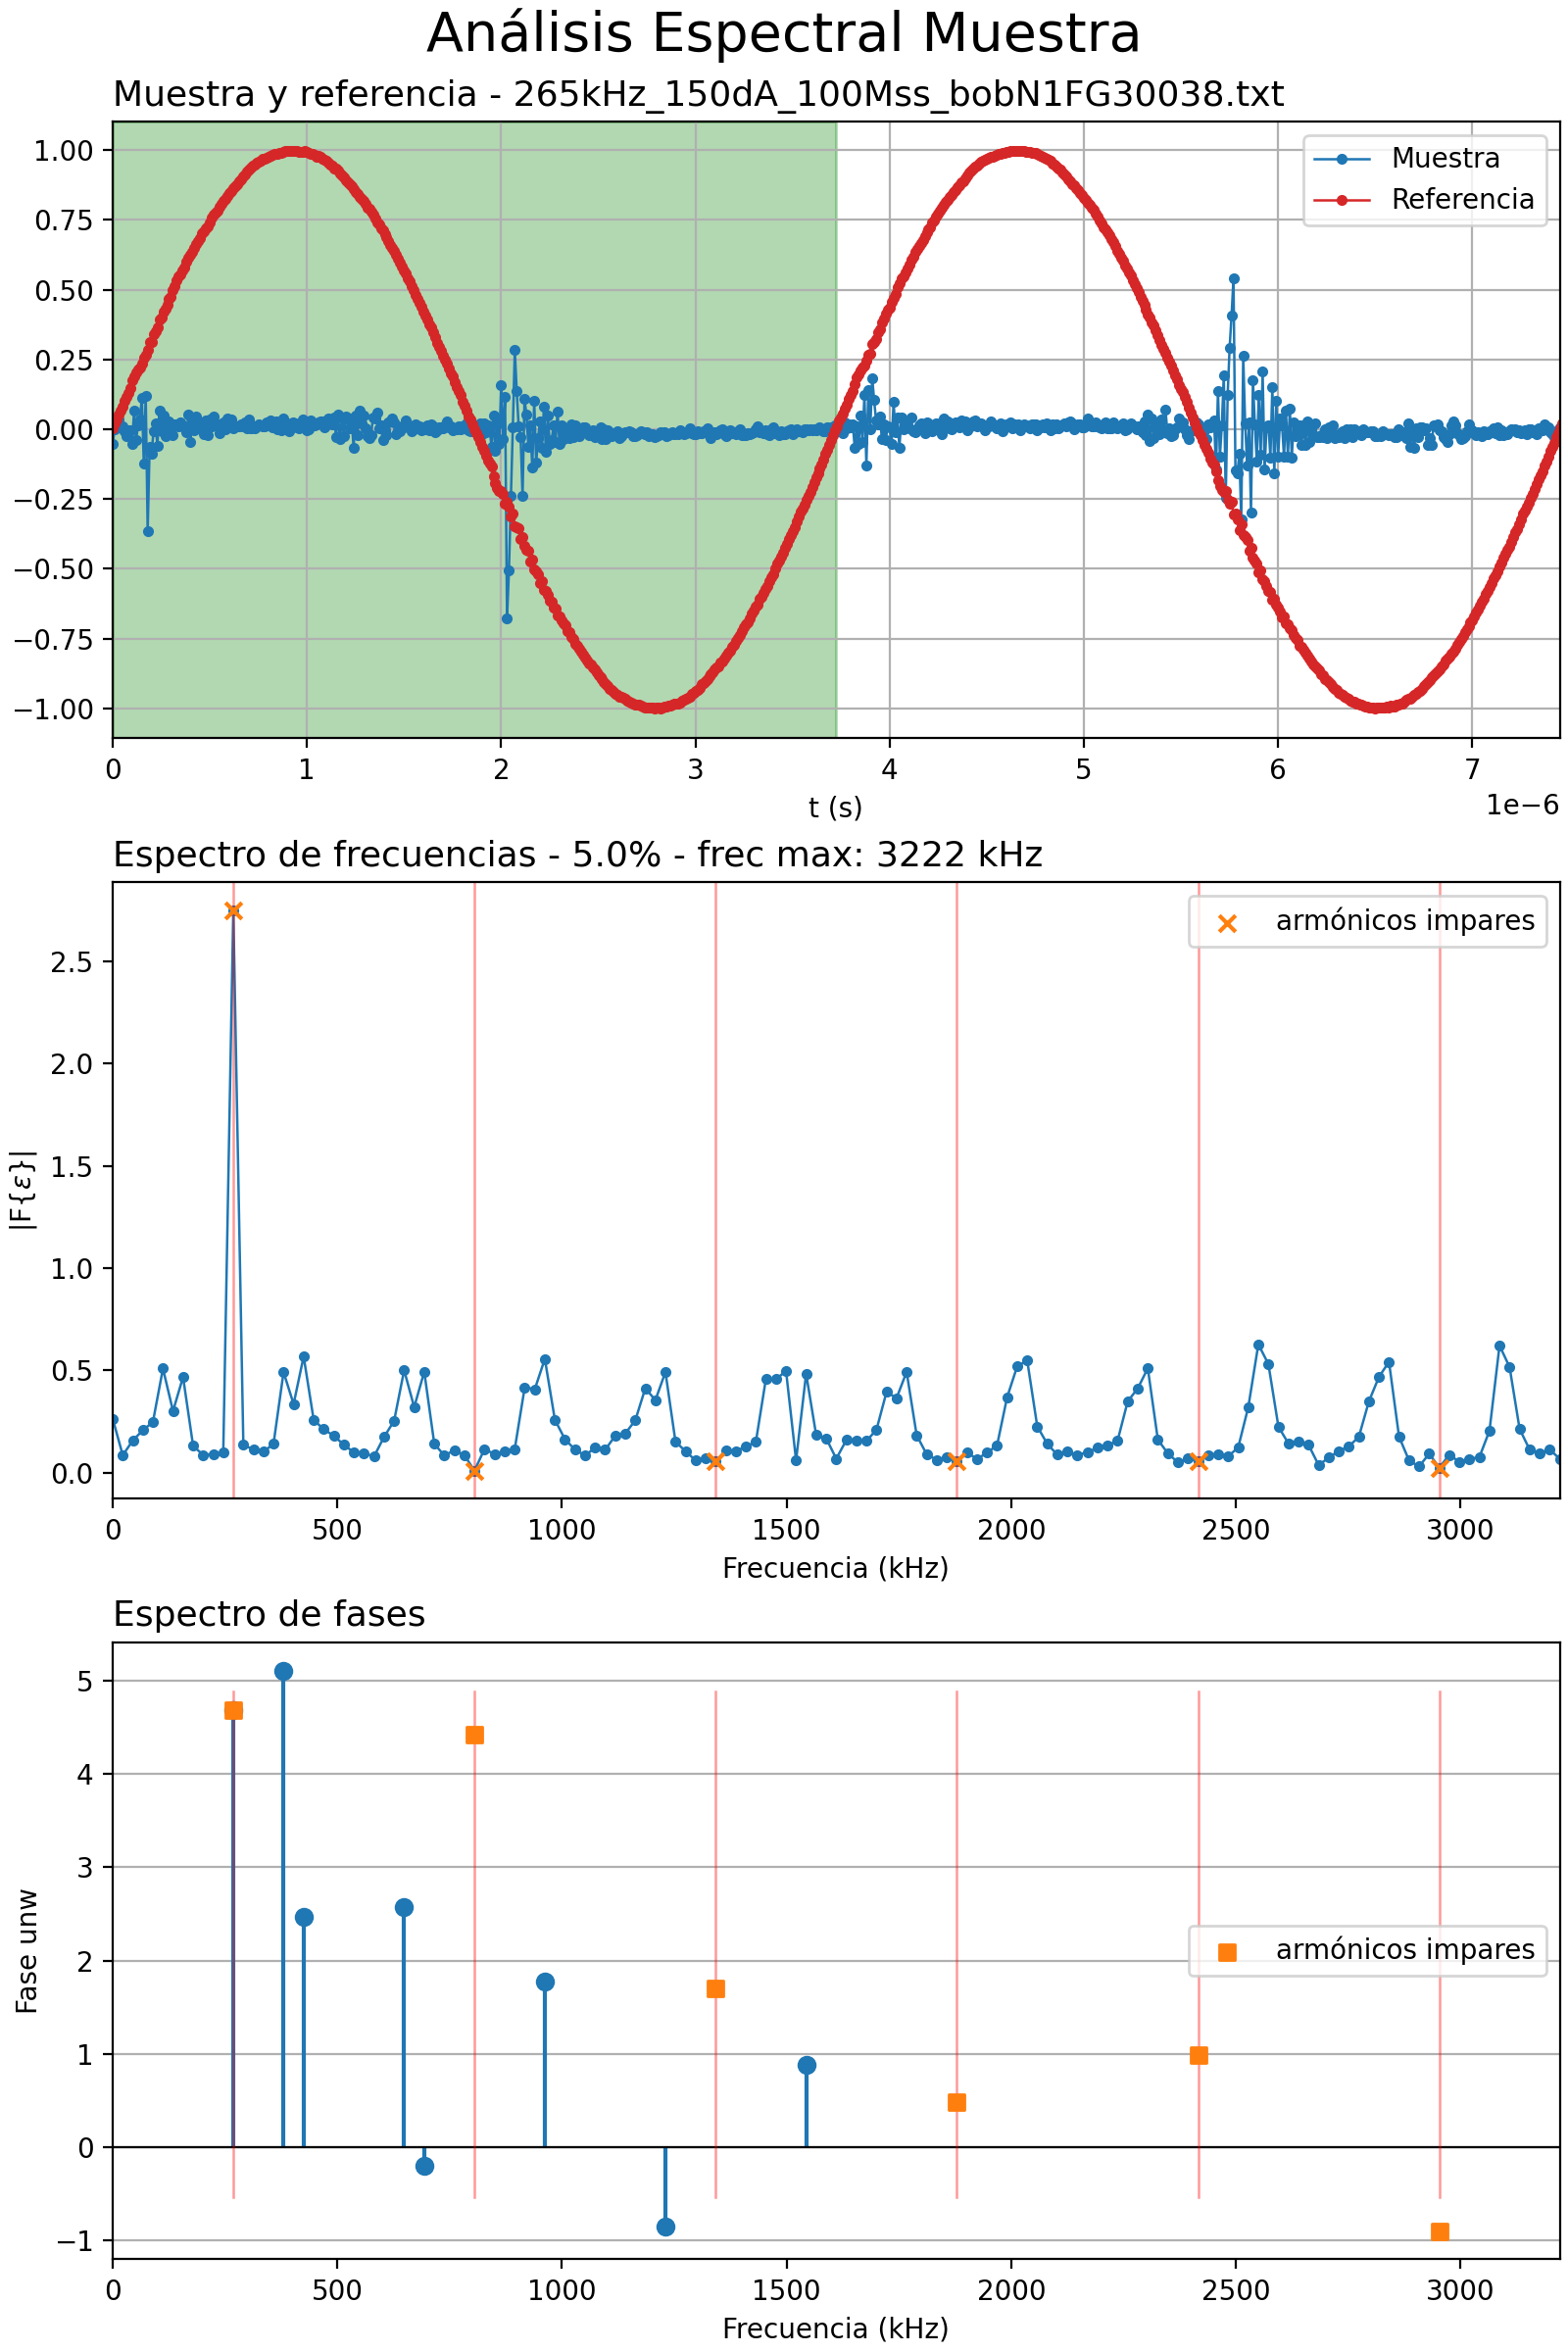 Análisis Espectral Muestra
Muestra y referencia - 265kHz_150dA_100Mss_bobN1FG30038.txt
1.00
0.75
0.50
0.25
0.00
−0.25
−0.50
−0.75
−1.00
Muestra
Referencia
0 1 2 3 4 5 6 7
t (s)
1e−6
Espectro de frecuencias - 5.0% - frec max: 3222 kHz
|F{ε}|
2.5
2.0
1.5
1.0
0.5
0.0
armónicos impares
0 500 1000 1500 2000 2500 3000
Frecuencia (kHz)
Espectro de fases
Fase unw
5
4
3
2
1
0
−1
armónicos impares
0 500 1000 1500 2000 2500 3000
Frecuencia (kHz)